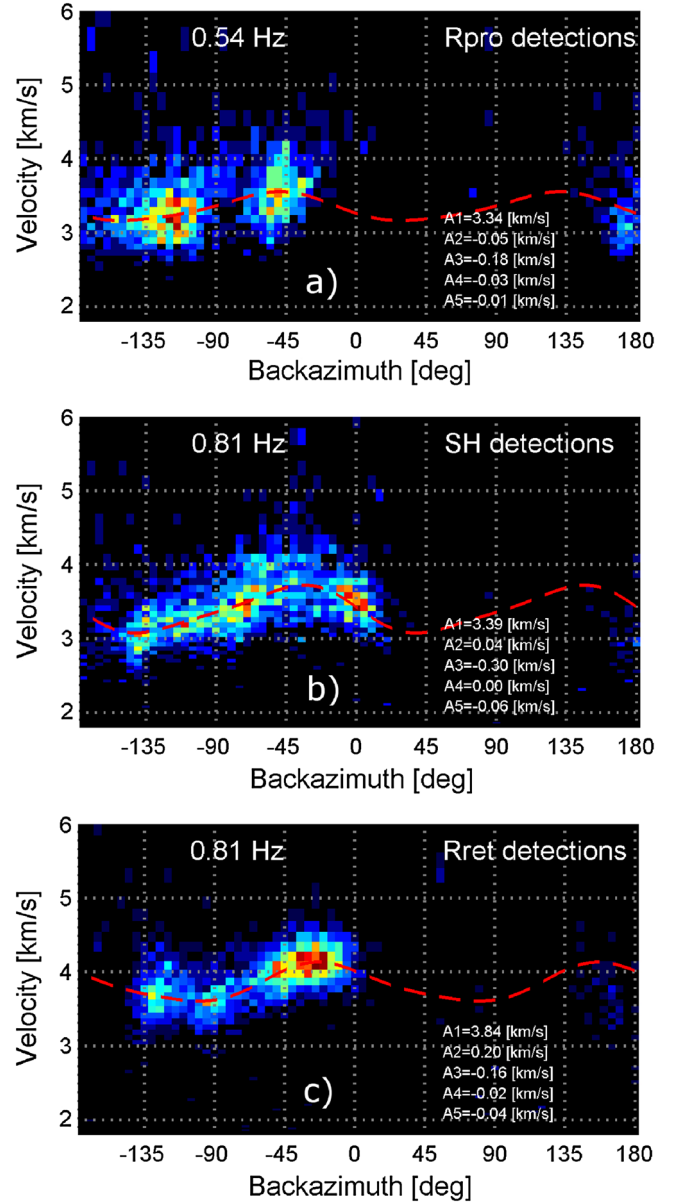 0.54 Hz Rpro detections
6
5
4
3
2
Velocity [km/s]
A1=3.34 [km/s]
A2=-0.05 [km/s]
A3=-0.18 [km/s]
A4=-0.03 [km/s]
A5=-0.01 [km/s]
a)
-135 -90 -45 0 45 90 135 180
Backazimuth [deg]
0.81 Hz SH detections
6
5
4
3
2
Velocity [km/s]
A1=3.39 [km/s]
A2=0.04 [km/s]
A3=-0.30 [km/s]
A4=0.00 [km/s]
A5=-0.06 [km/s]
b)
-135 -90 -45 0 45 90 135 180
Backazimuth [deg]
0.81 Hz Rret detections
6
5
4
3
2
Velocity [km/s]
A1=3.84 [km/s]
A2=0.20 [km/s]
A3=-0.16 [km/s]
A4=-0.02 [km/s]
A5=-0.04 [km/s]
c)
-135 -90 -45 0 45 90 135 180
Backazimuth [deg]